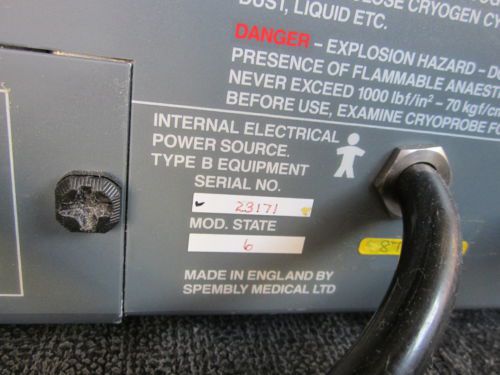 CLOSE CRYOGEN
DUST, LIQUID ETC.
DANGER – EXPLOSION HAZARD –
PRESENCE OF FLAMMABLE
NEVER EXCEED 1000 lbf/in² – 70 kgf/
BEFORE USE, EXAMINE CRYOPROBE
INTERNAL ELECTRICAL
POWER SOURCE.
TYPE B EQUIPMENT
SERIAL NO.
23171
MOD. STATE
6
MADE IN ENGLAND BY
SPEMBLY MEDICAL LTD